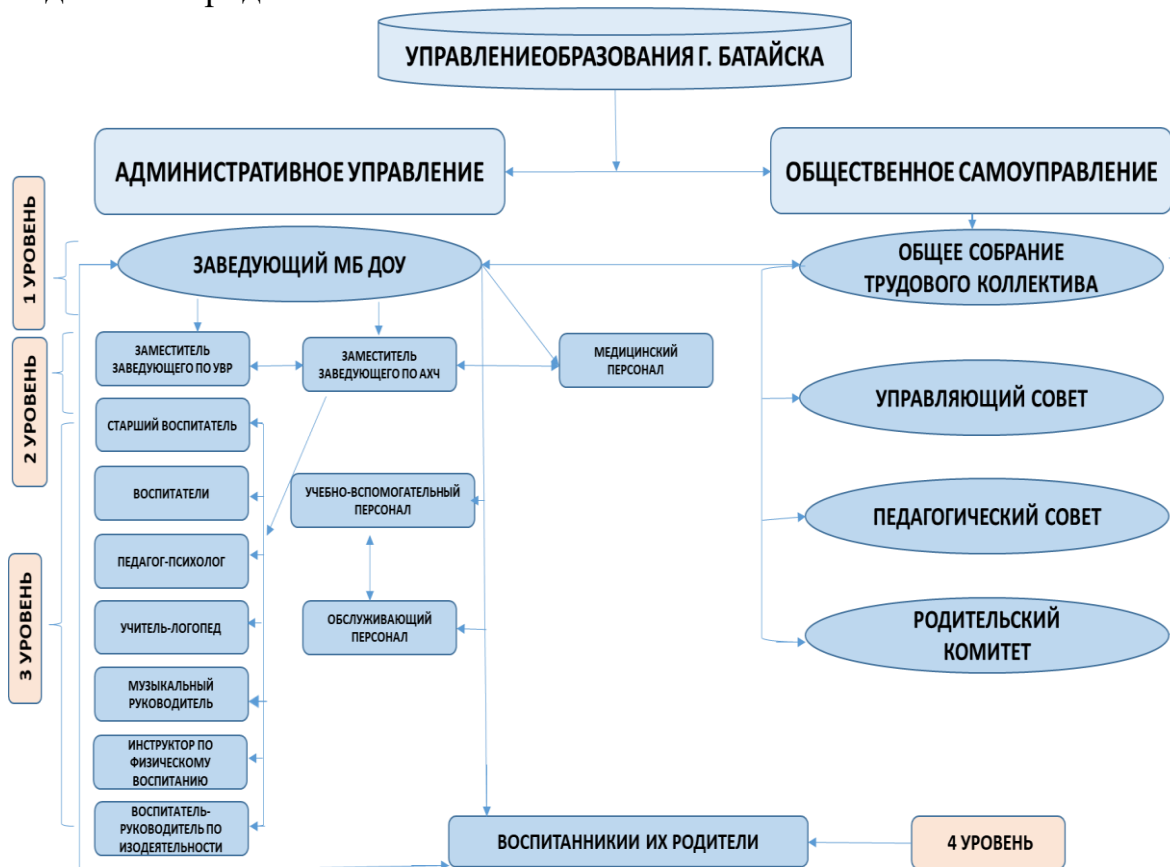 УПРАВЛЕНИЕОБРАЗОВАНИЯ Г. БАТАЙСКА
АДМИНИСТРАТИВНОЕ УПРАВЛЕНИЕ
ОБЩЕСТВЕННОЕ САМОУПРАВЛЕНИЕ
1 УРОВЕНЬ
ЗАВЕДУЮЩИЙ МБ ДОУ
ОБЩЕЕ СОБРАНИЕ
ТРУДОВОГО КОЛЛЕКТИВА
2 УРОВЕНЬ
ЗАМЕСТИТЕЛЬ
ЗАВЕДУЮЩЕГО ПО УВР
ЗАМЕСТИТЕЛЬ
ЗАВЕДУЮЩЕГО ПО АХЧ
МЕДИЦИНСКИЙ
ПЕРСОНАЛ
СТАРШИЙ ВОСПИТАТЕЛЬ
УПРАВЛЯЮЩИЙ СОВЕТ
3 УРОВЕНЬ
ВОСПИТАТЕЛИ
УЧЕБНО-ВСПОМОГАТЕЛЬНЫЙ
ПЕРСОНАЛ
ПЕДАГОГИЧЕСКИЙ СОВЕТ
ПЕДАГОГ-ПСИХОЛОГ
УЧИТЕЛЬ-ЛОГОПЕД
ОБСЛУЖИВАЮЩИЙ
ПЕРСОНАЛ
РОДИТЕЛЬСКИЙ
КОМИТЕТ
МУЗЫКАЛЬНЫЙ
РУКОВОДИТЕЛЬ
ИНСТРУКТОР ПО
ФИЗИЧЕСКОМУ
ВОСПИТАНИЮ
ВОСПИТАТЕЛЬ-
РУКОВОДИТЕЛЬ ПО
ИЗОДЕЯТЕЛЬНОСТИ
ВОСПИТАННИКИИ ИХ РОДИТЕЛИ
4 УРОВЕНЬ